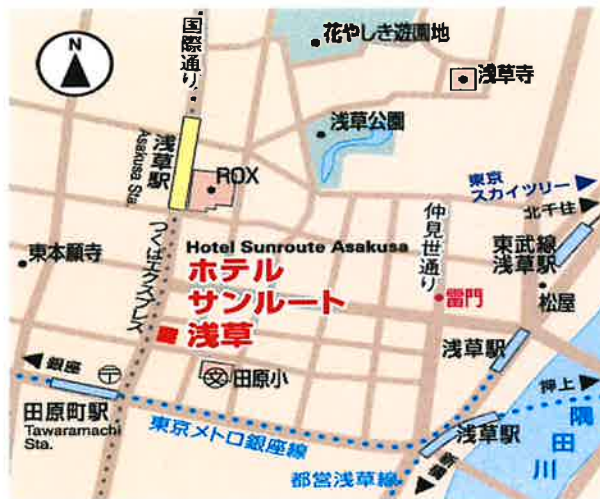 N
国際通り
花やしき遊園地
浅草寺
浅草公園
浅草駅
Asakusa Sta.
ROX
東京
スカイツリー
北千住
仲見世通り
東武線
浅草駅
松屋
東本願寺
つくばエクスプレス
Hotel Sunroute Asakusa
ホテル
サンルート
浅草
雷門
浅草駅
銀座
〒
文
田原小
押上
田原町駅
Tawaramachi
Sta.
東京メトロ銀座線
浅草駅
新橋
都営浅草線
隅田川